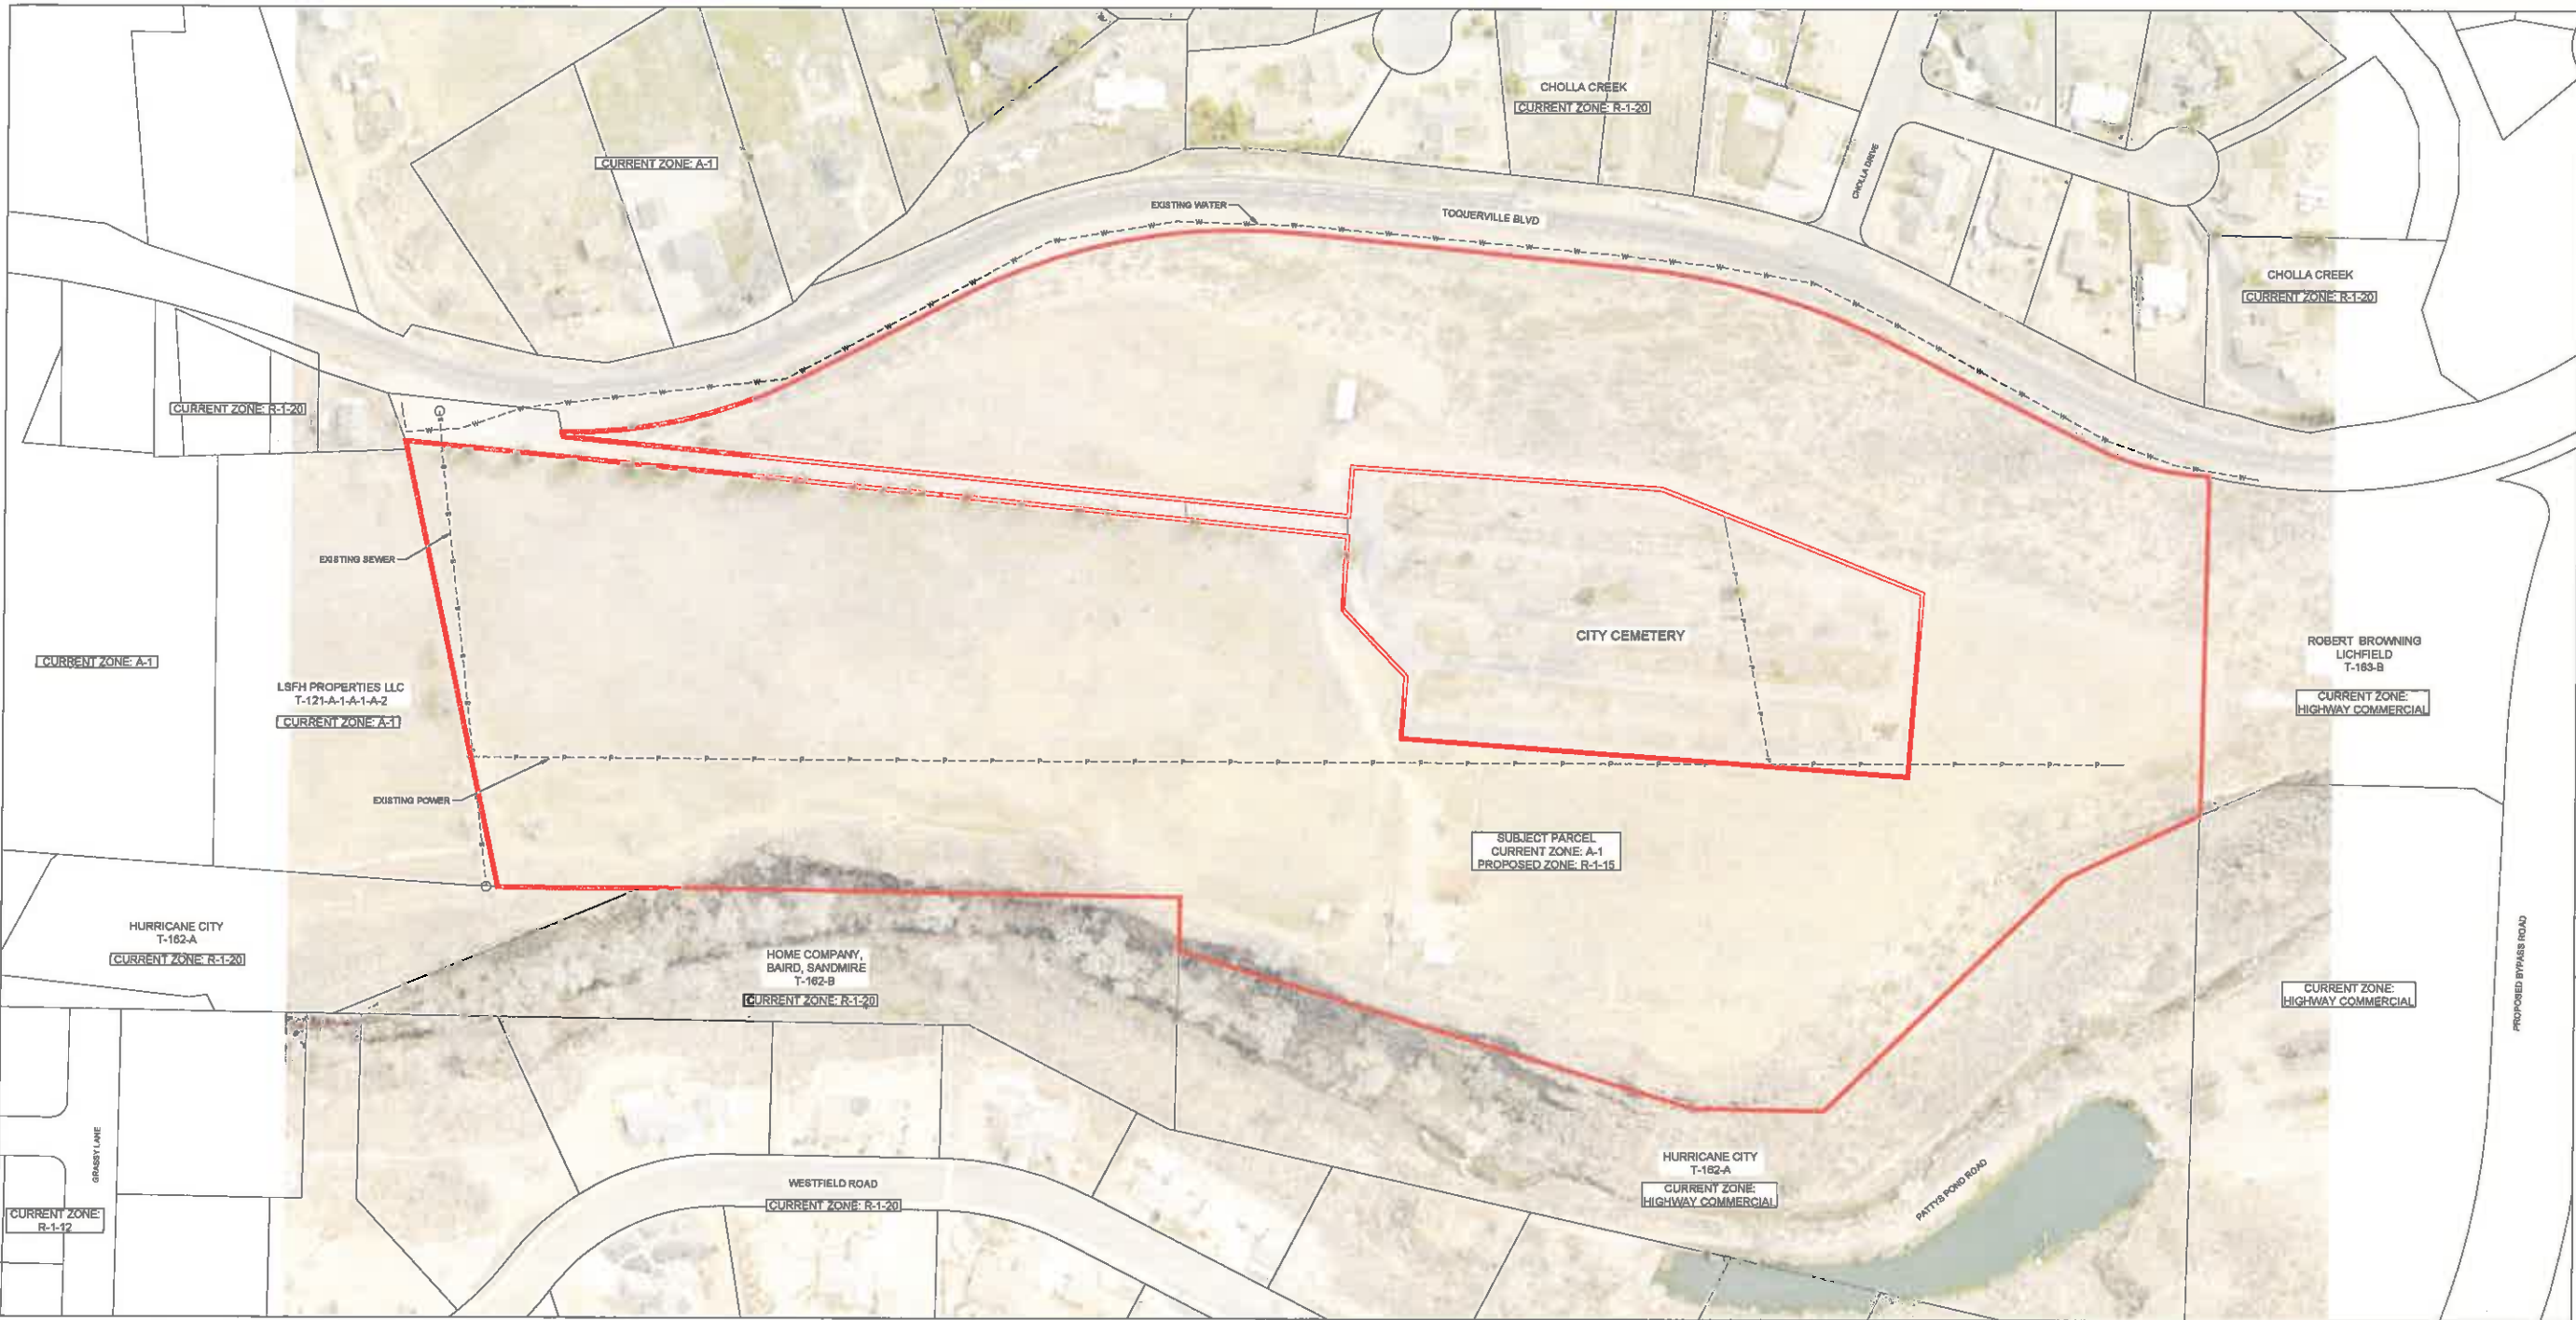 CHOLLA CREEK
CURRENT ZONE: R-1-20
CURRENT ZONE: A-1
CHOLLA DRIVE
EXISTING WATER
TOQUERVILLE BLVD
CHOLLA CREEK
CURRENT ZONE: R-1-20
CURRENT ZONE: R-1-20
EXISTING SEWER
CITY CEMETERY
ROBERT BROWNING
LICHFIELD
T-163-B
CURRENT ZONE:
HIGHWAY COMMERCIAL
CURRENT ZONE: A-1
LSFH PROPERTIES LLC
T-121-A-1-A-1-A-2
CURRENT ZONE: A-1
EXISTING POWER
SUBJECT PARCEL
CURRENT ZONE: A-1
PROPOSED ZONE: R-1-15
HURRICANE CITY
T-162-A
CURRENT ZONE: R-1-20
HOME COMPANY,
BAIRD, SANDMIRE
T-162-B
CURRENT ZONE: R-1-20
CURRENT ZONE:
HIGHWAY COMMERCIAL
PROPOSED BYPASS ROAD
GRASSY LANE
HURRICANE CITY
T-162-A
CURRENT ZONE:
HIGHWAY COMMERCIAL
PATTYS POND ROAD
WESTFIELD ROAD
CURRENT ZONE: R-1-20
CURRENT ZONE:
R-1-12